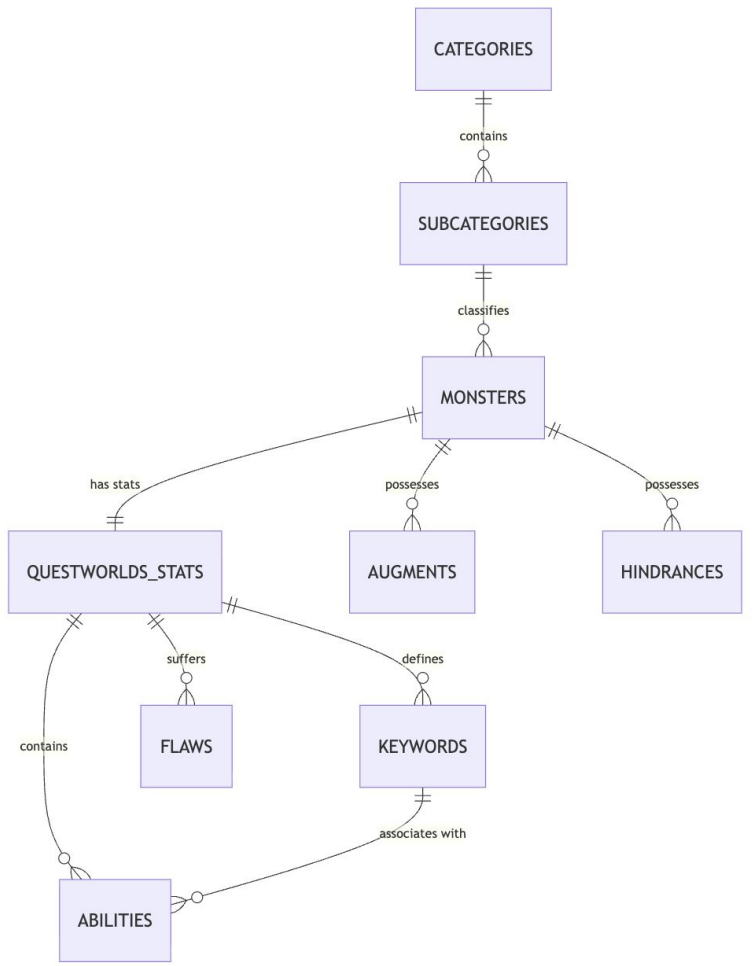 CATEGORIES
contains
SUBCATEGORIES
classifies
MONSTERS
has stats
possesses
possesses
QUESTWORLDS_STATS
AUGMENTS
HINDRANCES
suffers
defines
contains
FLAWS
KEYWORDS
associates with
ABILITIES